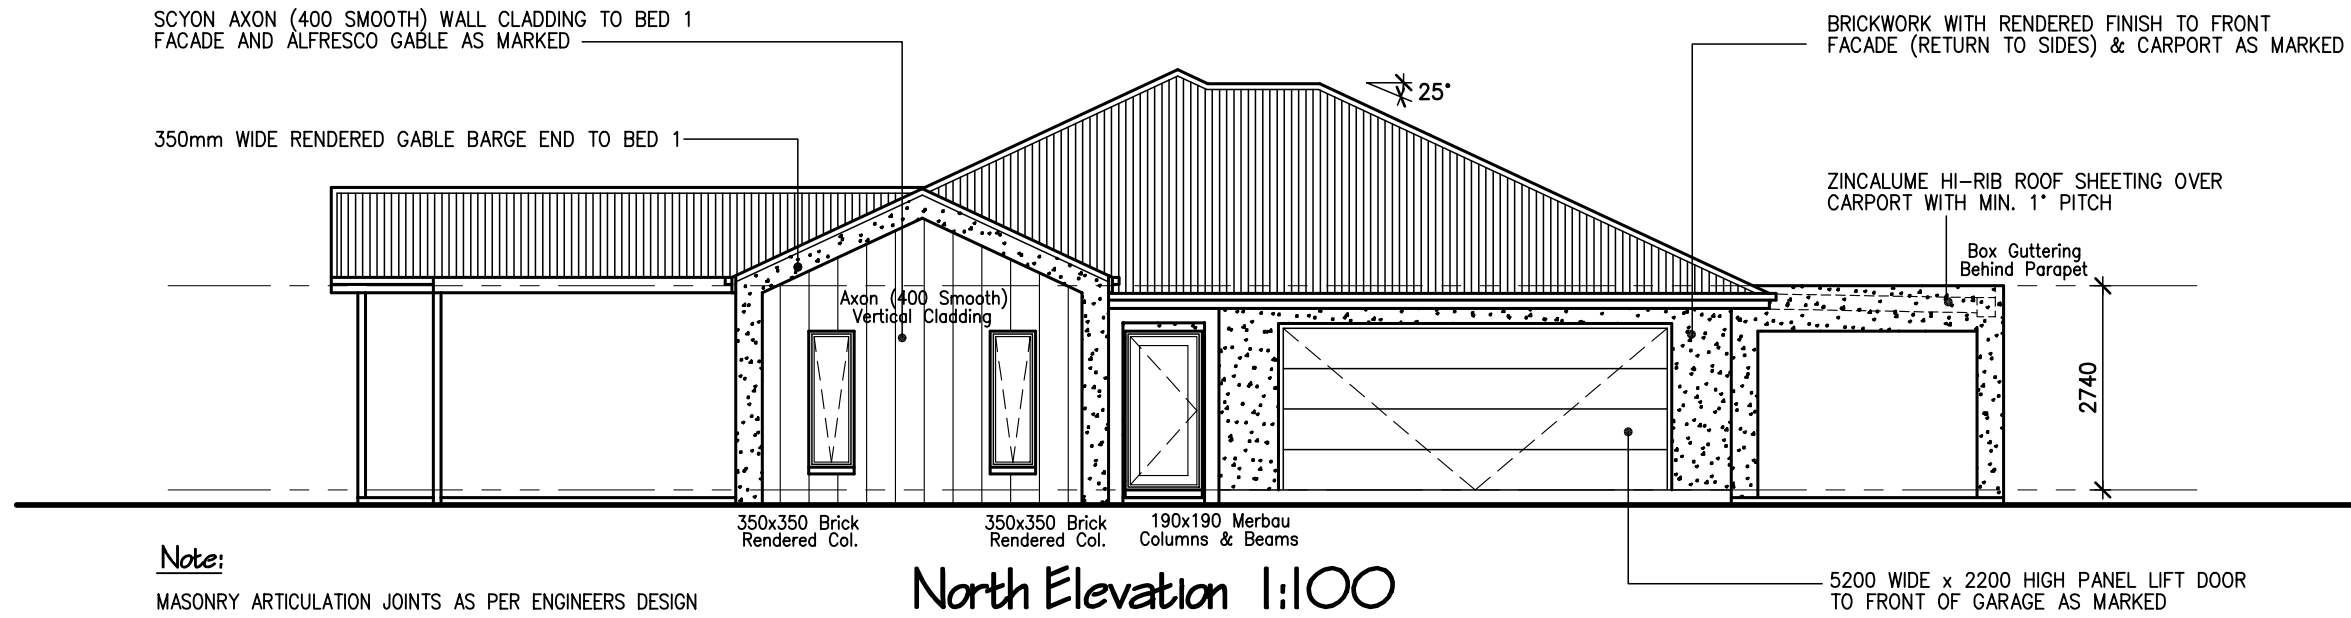 SCYON AXON (400 SMOOTH) WALL CLADDING TO BED 1
FACADE AND ALFRESCO GABLE AS MARKED
BRICKWORK WITH RENDERED FINISH TO FRONT
FACADE (RETURN TO SIDES) & CARPORT AS MARKED
25°
350mm WIDE RENDERED GABLE BARGE END TO BED 1
ZINCALUME HI-RIB ROOF SHEETING OVER
CARPORT WITH MIN. 1° PITCH
Box Guttering
Behind Parapet
Axon (400 Smooth)
Vertical Cladding
2740
350x350 Brick
Rendered Col.
350x350 Brick
Rendered Col.
190x190 Merbau
Columns & Beams
Note:
MASONRY ARTICULATION JOINTS AS PER ENGINEERS DESIGN
North Elevation 1:100
5200 WIDE x 2200 HIGH PANEL LIFT DOOR
TO FRONT OF GARAGE AS MARKED